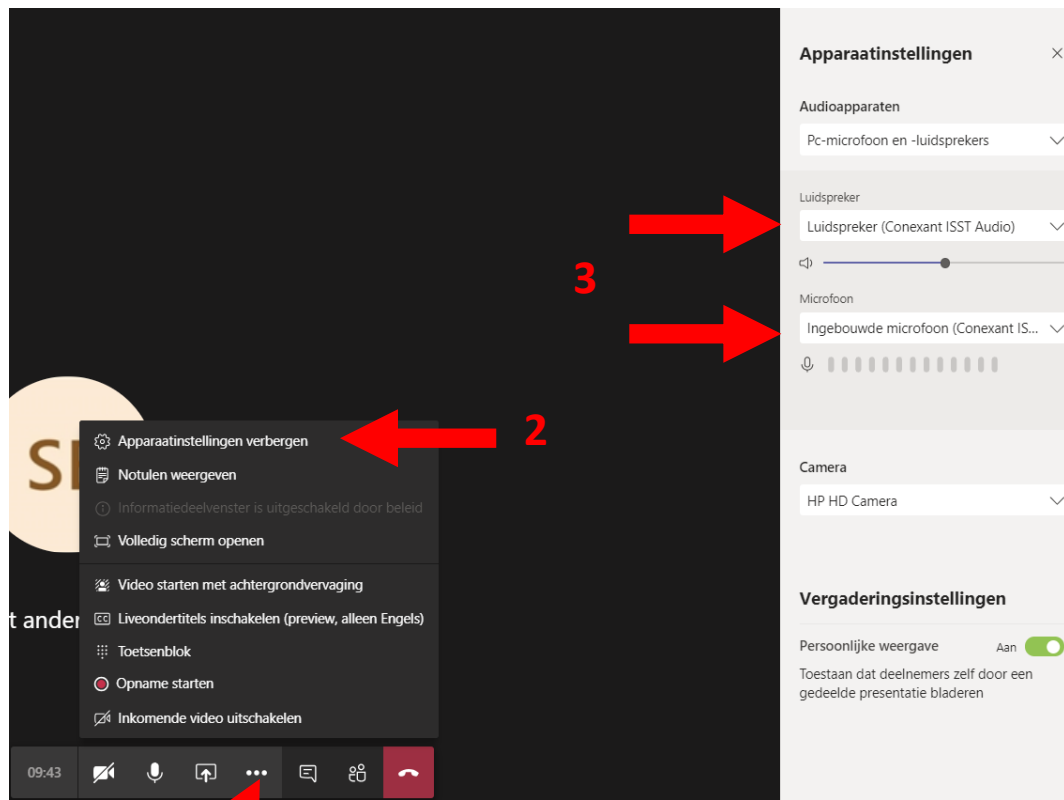 Apparaatinstellingen
Audioapparaten
Pc-microfoon en -luidsprekers
Luidspreker
Luidspreker (Conexant ISST Audio)
3
Microfoon
Ingebouwde microfoon (Conexant IS...
2
Apparaatinstellingen verbergen
Notulen weergeven
Informatiedeelvenster is uitgeschakeld door beleid
Volledig scherm openen
Video starten met achtergrondvervaging
CC Liveondertitels inschakelen (preview, alleen Engels)
Toetsenblok
Opname starten
Inkomende video uitschakelen
t ander
09:43
Camera
HP HD Camera
Vergaderingsinstellingen
Persoonlijke weergave Aan
Toestaan dat deelnemers zelf door een
gedeelde presentatie bladeren